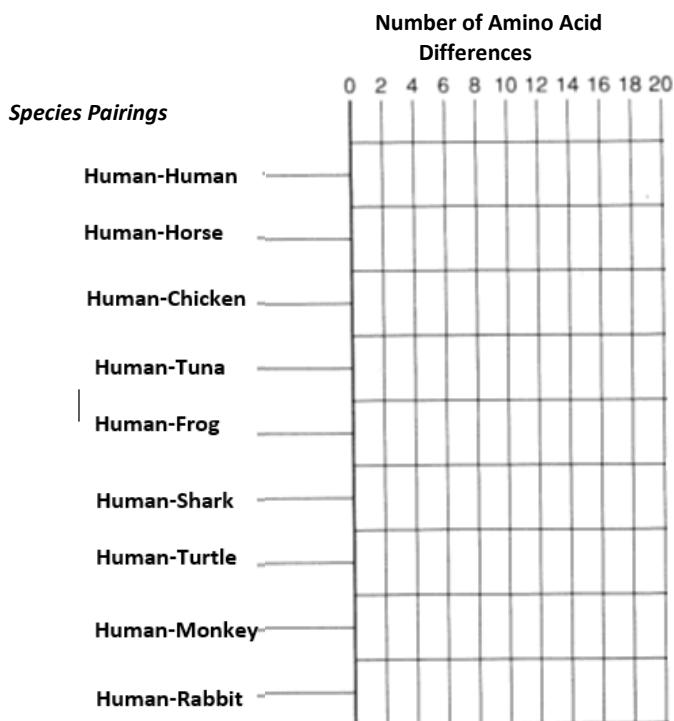 Number of Amino Acid
Differences
0 2 4 6 8 10 12 14 16 18 20
Species Pairings
Human-Human
Human-Horse
Human-Chicken
Human-Tuna
Human-Frog
Human-Shark
Human-Turtle
Human-Monkey
Human-Rabbit